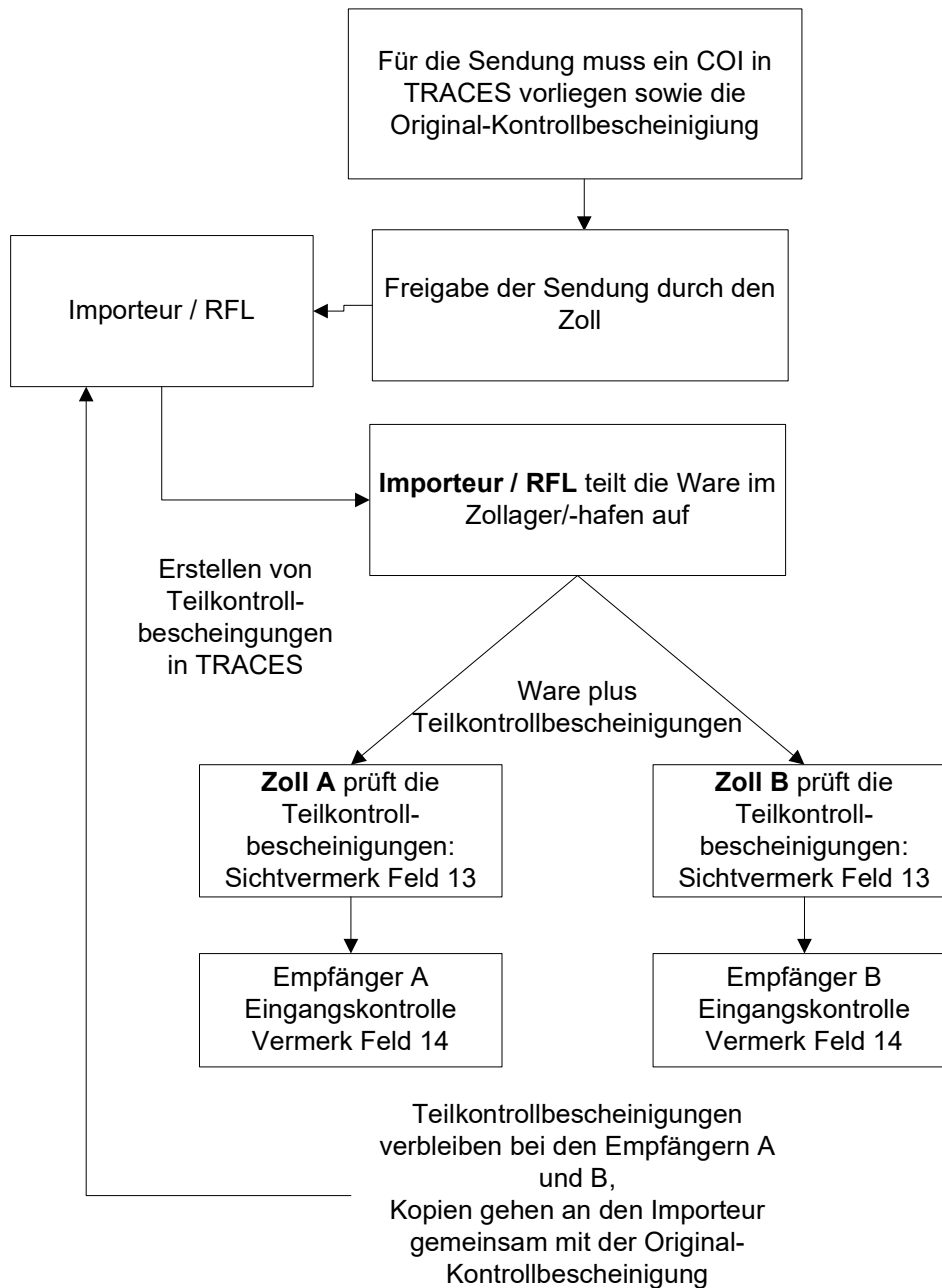 Für die Sendung muss ein COI in
TRACES vorliegen sowie die
Original-Kontrollbescheinigiung
Freigabe der Sendung durch den
Zoll
Importeur / RFL
Importeur / RFL teilt die Ware im
Zollager/-hafen auf
Erstellen von
Teilkontroll-
bescheingungen
in TRACES
Ware plus
Teilkontrollbescheinigungen
Zoll A prüft die
Teilkontroll-
bescheinigungen:
Sichtvermerk Feld 13
Zoll B prüft die
Teilkontroll-
bescheinigungen:
Sichtvermerk Feld 13
Empfänger A
Eingangskontrolle
Vermerk Feld 14
Empfänger B
Eingangskontrolle
Vermerk Feld 14
Teilkontrollbescheinigungen
verbleiben bei den Empfängern A
und B,
Kopien gehen an den Importeur
gemeinsam mit der Original-
Kontrollbescheinigung